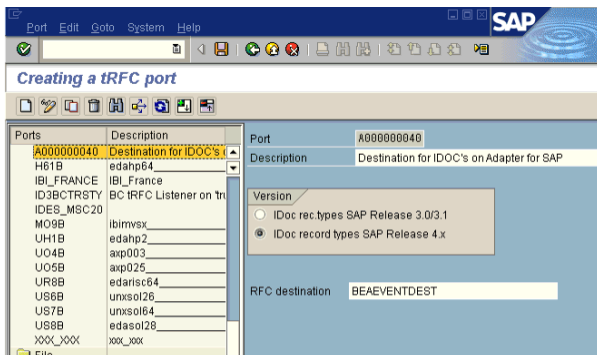 Port Edit Goto System Help
SAP
Creating a tRFC port
Ports Description
A000000040 Destination for IDOC's
H61B edahp64
IBI_FRANCE IBI_France
ID3BCTRSTY BC tRFC Listener on
IDES_MSC20
MO9B ibimvsx
UH1B edahp2
UO4B axp003
UO5B axp025
UR8B edarisc64
US6B unxsol26
US7B unxsol64
US8B edasol28
XXX_XXX xxx_xxx
File
Port A000000040
Description Destination for IDOC's on Adapter for SAP
Version
IDoc rec.types SAP Release 3.0/3.1
IDoc record types SAP Release 4.x
RFC destination BEAEVENTDEST